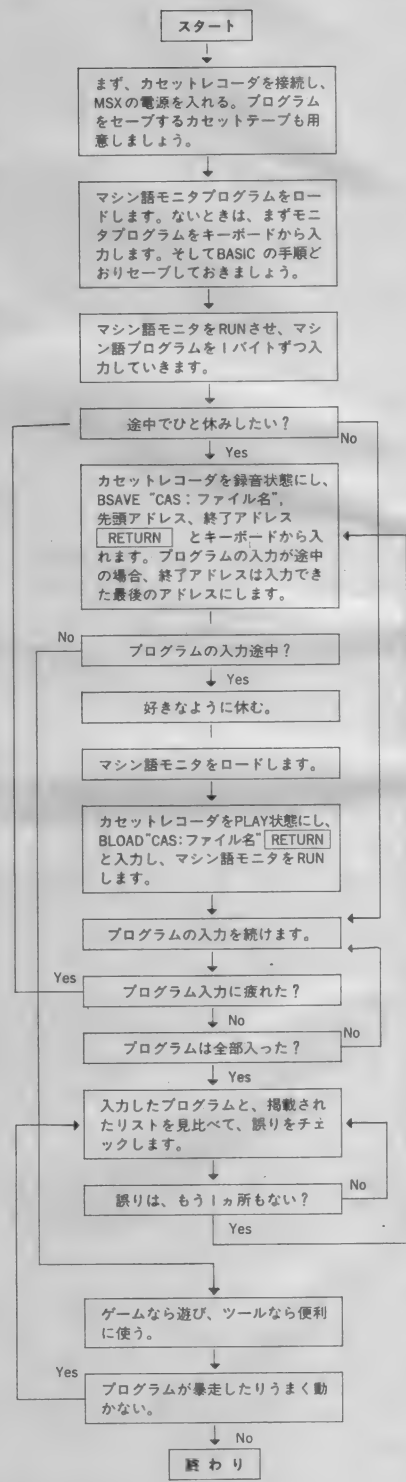 スタート
まず、カセットレコーダを接続し、
MSXの電源を入れる。プログラム
をセーブするカセットテープも用
意しましょう。
マシン語モニタプログラムをロー
ドします。ないときは、まずモニ
タプログラムをキーボードから入
力します。そしてBASIC の手順ど
おりセーブしておきましょう。
マシン語モニタをRUNさせ、マシ
ン語プログラムを1バイトずつ入
力していきます。
途中でひと休みしたい?
No
Yes
カセットレコーダを録音状態にし、
BSAVE "CAS：ファイル名",
先頭アドレス、終了アドレス
RETURN とキーボードから入
れます。プログラムの入力が途中
の場合、終了アドレスは入力でき
た最後のアドレスにします。
No
プログラムの入力途中?
Yes
好きなように休む。
マシン語モニタをロードします。
カセットレコーダをPLAY状態にし、
BLOAD"CAS:ファイル名" RETURN
と入力し、マシン語モニタをRUN
します。
プログラムの入力を続けます。
Yes
プログラム入力に疲れた?
No
プログラムは全部入った?
No
Yes
入力したプログラムと、掲載され
たリストを見比べて、誤りをチェ
ックします。
No
誤りは、もう1ヵ所もない?
Yes
ゲームなら遊び、ツールなら便利
に使う。
Yes
プログラムが暴走したりうまく動
かない。
No
終わり